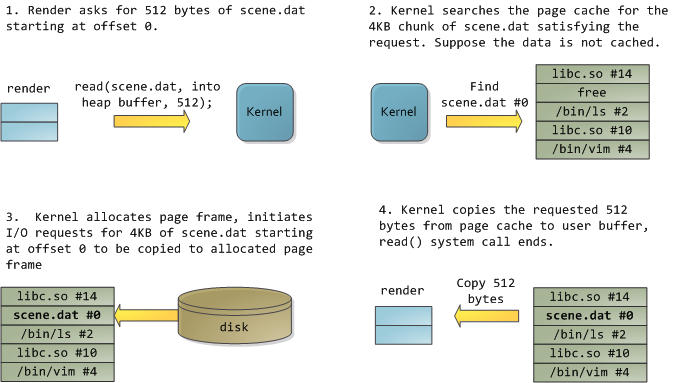 1. Render asks for 512 bytes of scene.dat
starting at offset 0.
render
read(scene.dat, into
heap buffer, 512);
Kernel
2. Kernel searches the page cache for the
4KB chunk of scene.dat satisfying the
request. Suppose the data is not cached.
Kernel
Find
scene.dat #0
libc.so #14
free
/bin/ls #2
libc.so #10
/bin/vim #4
3. Kernel allocates page frame, initiates
I/O requests for 4KB of scene.dat starting
at offset 0 to be copied to allocated page
frame
libc.so #14
scene.dat #0
/bin/ls #2
libc.so #10
/bin/vim #4
disk
4. Kernel copies the requested 512
bytes from page cache to user buffer,
read() system call ends.
render
Copy 512
bytes
libc.so #14
scene.dat #0
/bin/ls #2
libc.so #10
/bin/vim #4